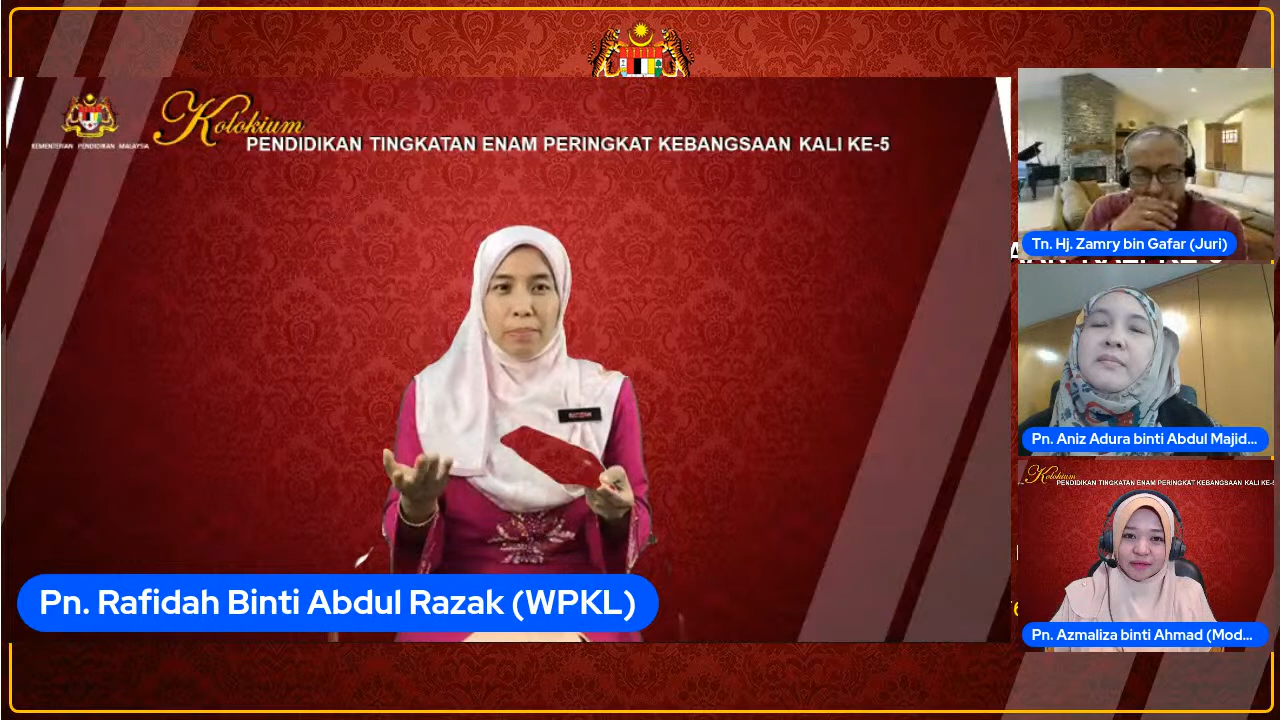 Kolokium
KEMENTERIAN PENDIDIKAN MALAYSIA
PENDIDIKAN TINGKATAN ENAM PERINGKAT KEBANGSAAN KALI KE-5
Pn. Rafidah Binti Abdul Razak (WPKL)
Tn. Hj. Zamry bin Gafar (Juri)
Pn. Aniz Adura binti Abdul Majid...
Kolokium
PENDIDIKAN TINGKATAN ENAM PERINGKAT KEBANGSAAN KALI KE-5
Pn. Azmaliza binti Ahmad (Mod...